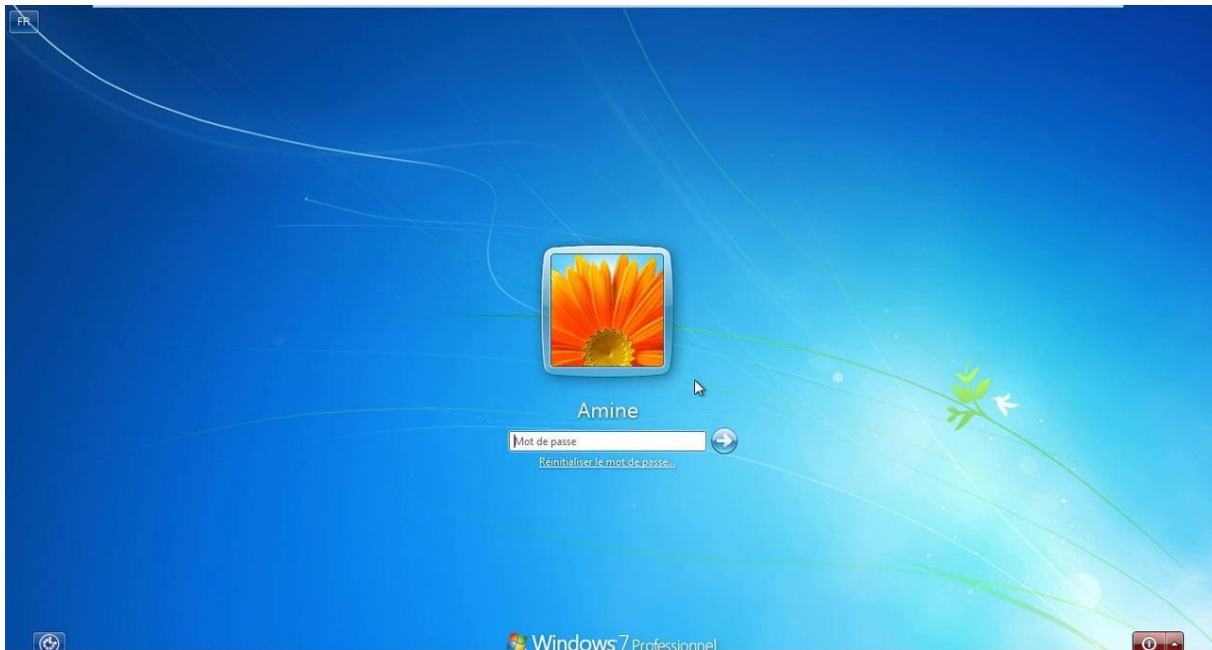 FR
Amine
Mot de passe
Réinitialiser le mot de passe...
Windows 7 Professionnel